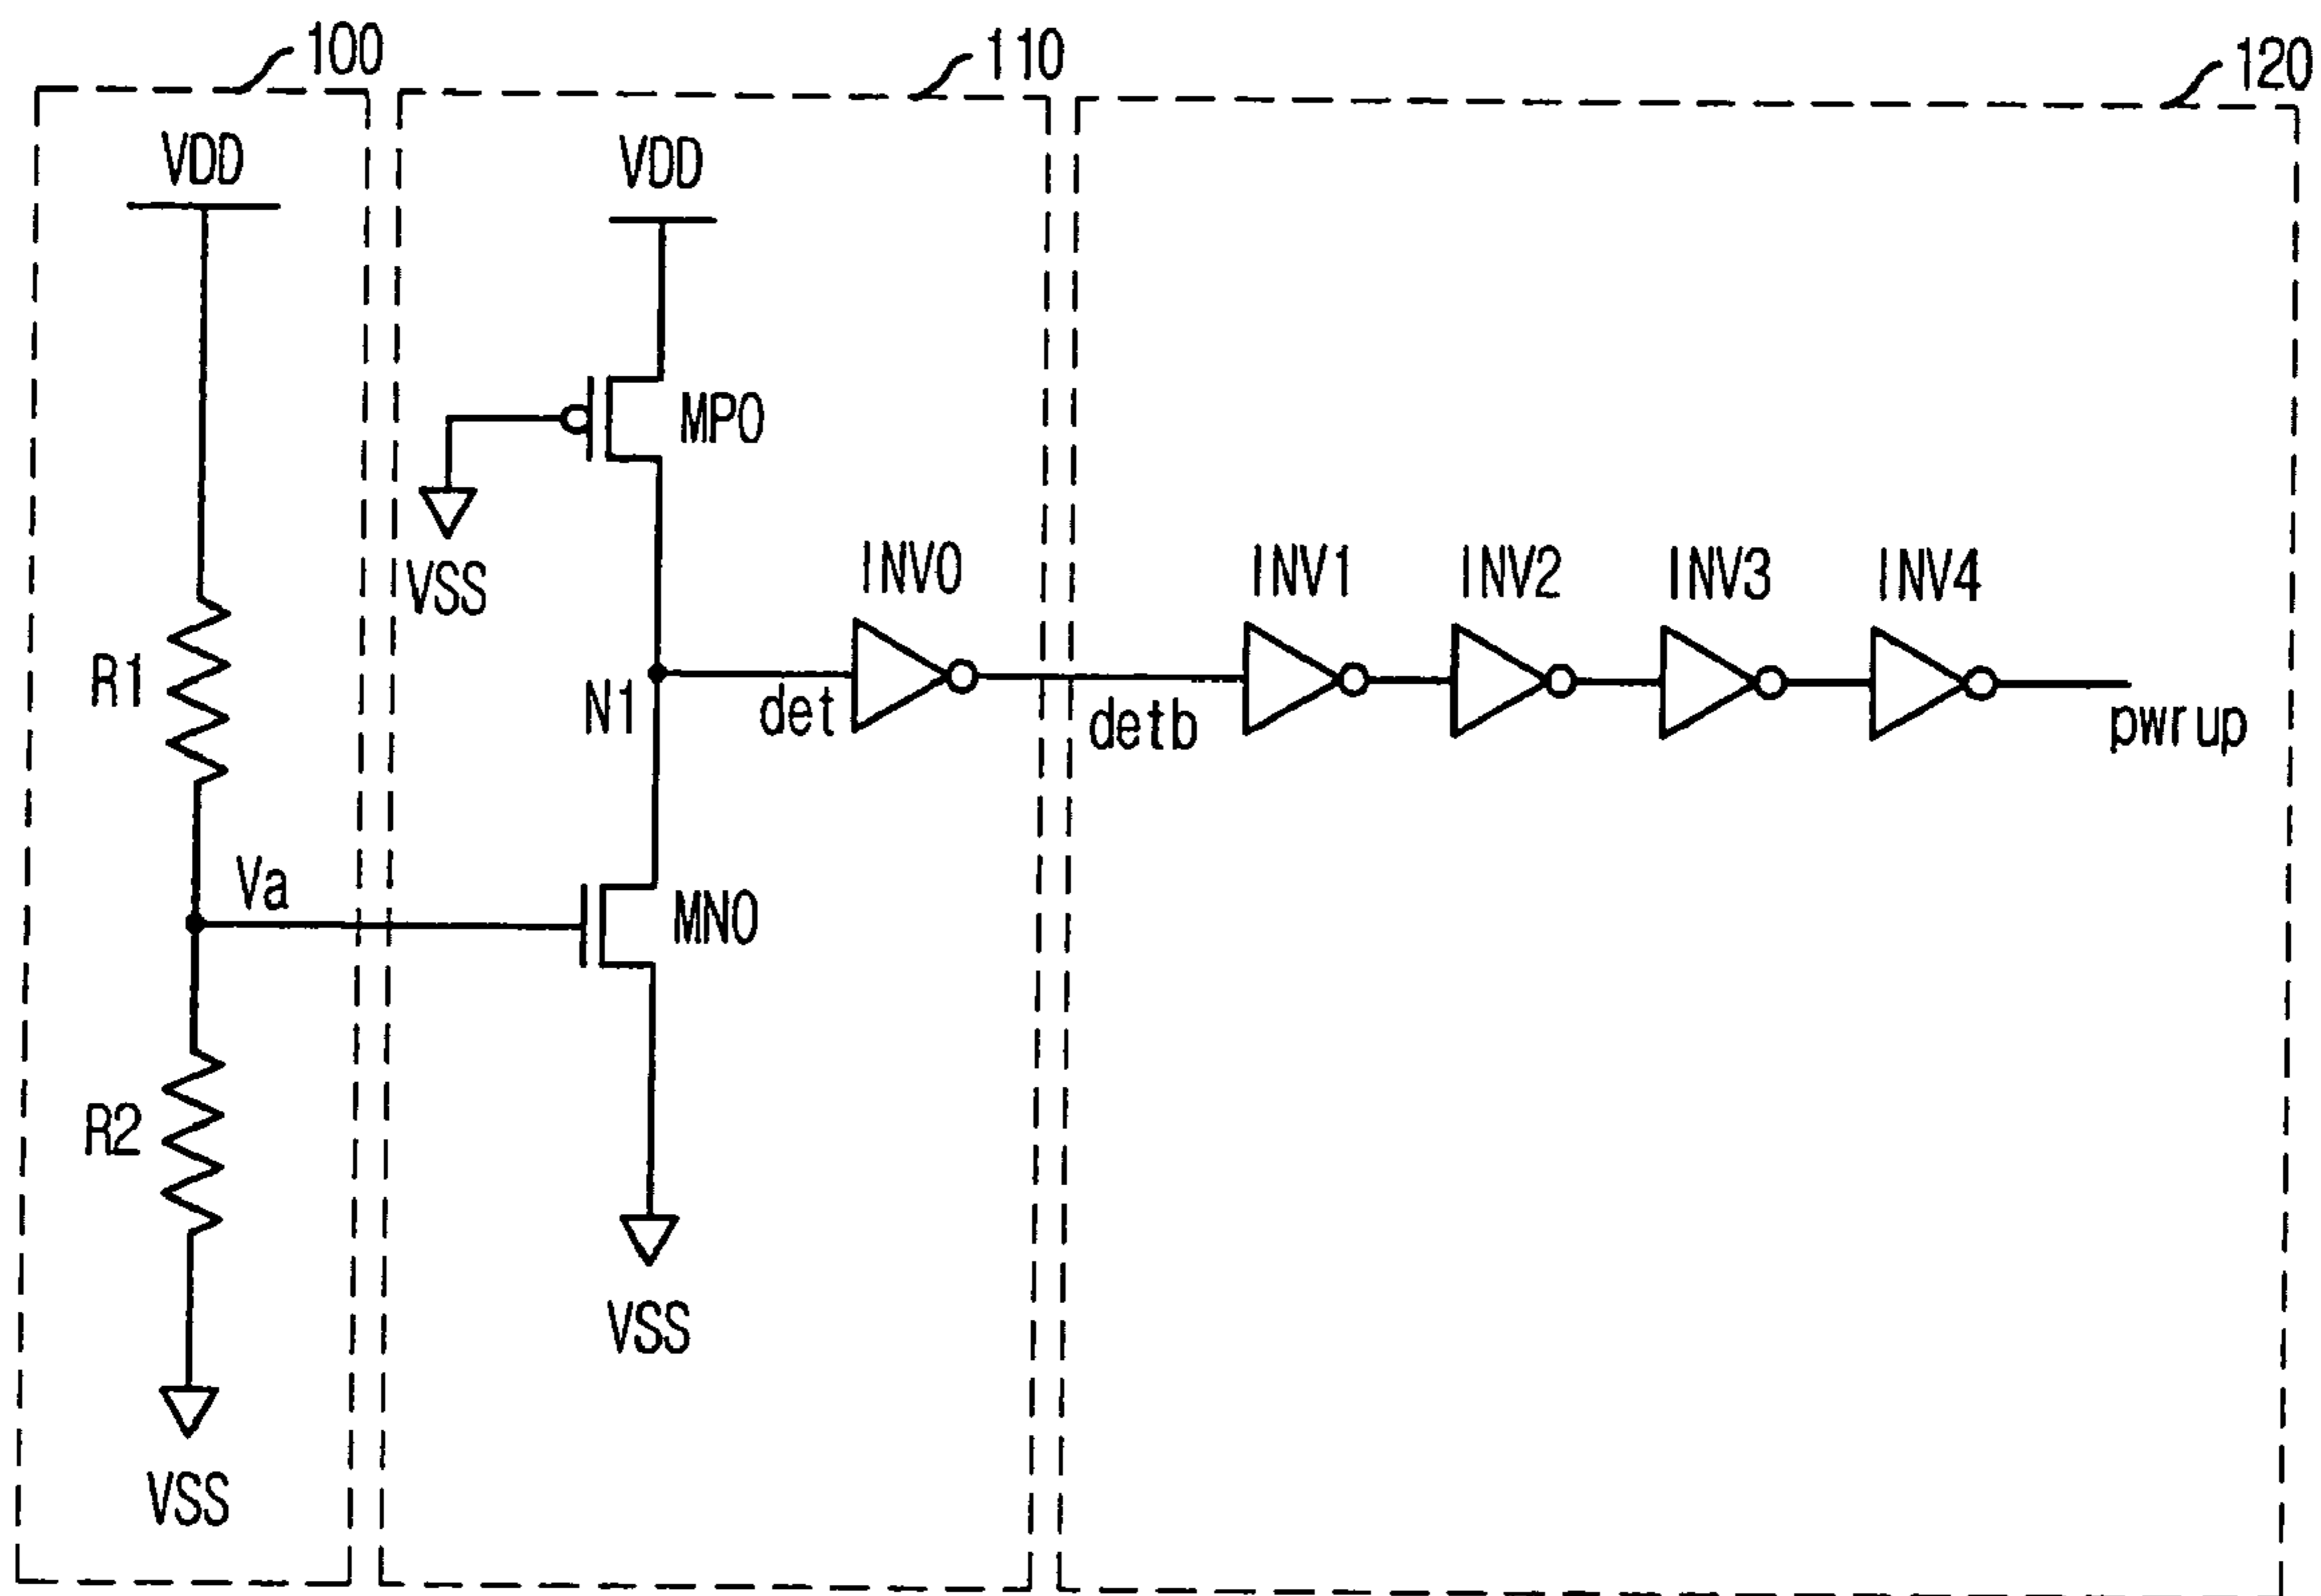 100
110
120
VDD
VDD
MP0
VSS
INV0
INV1
INV2
INV3
INV4
R1
N1
det
detb
pwrup
Va
MN0
R2
VSS
VSS